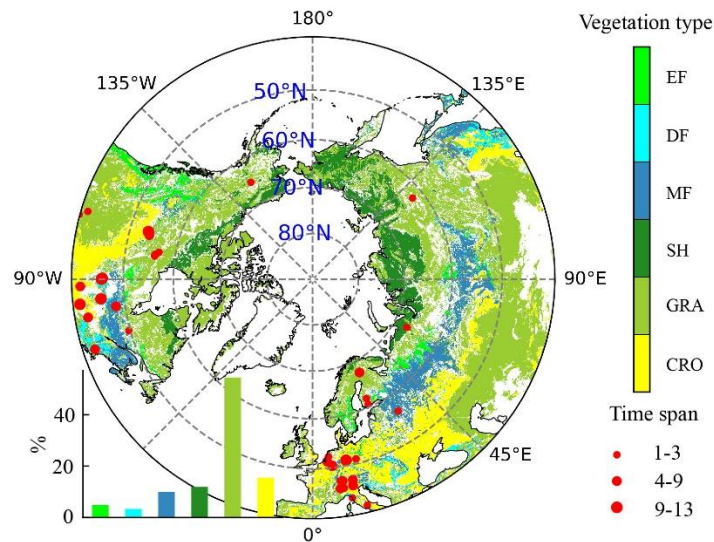 180°
Vegetation type
135°W
135°E
50°N
60°N
70°N
80°N
EF
DF
MF
SH
GRA
CRO
90°W
90°E
45°E
0°
%
40
20
0
Time span
1-3
4-9
9-13